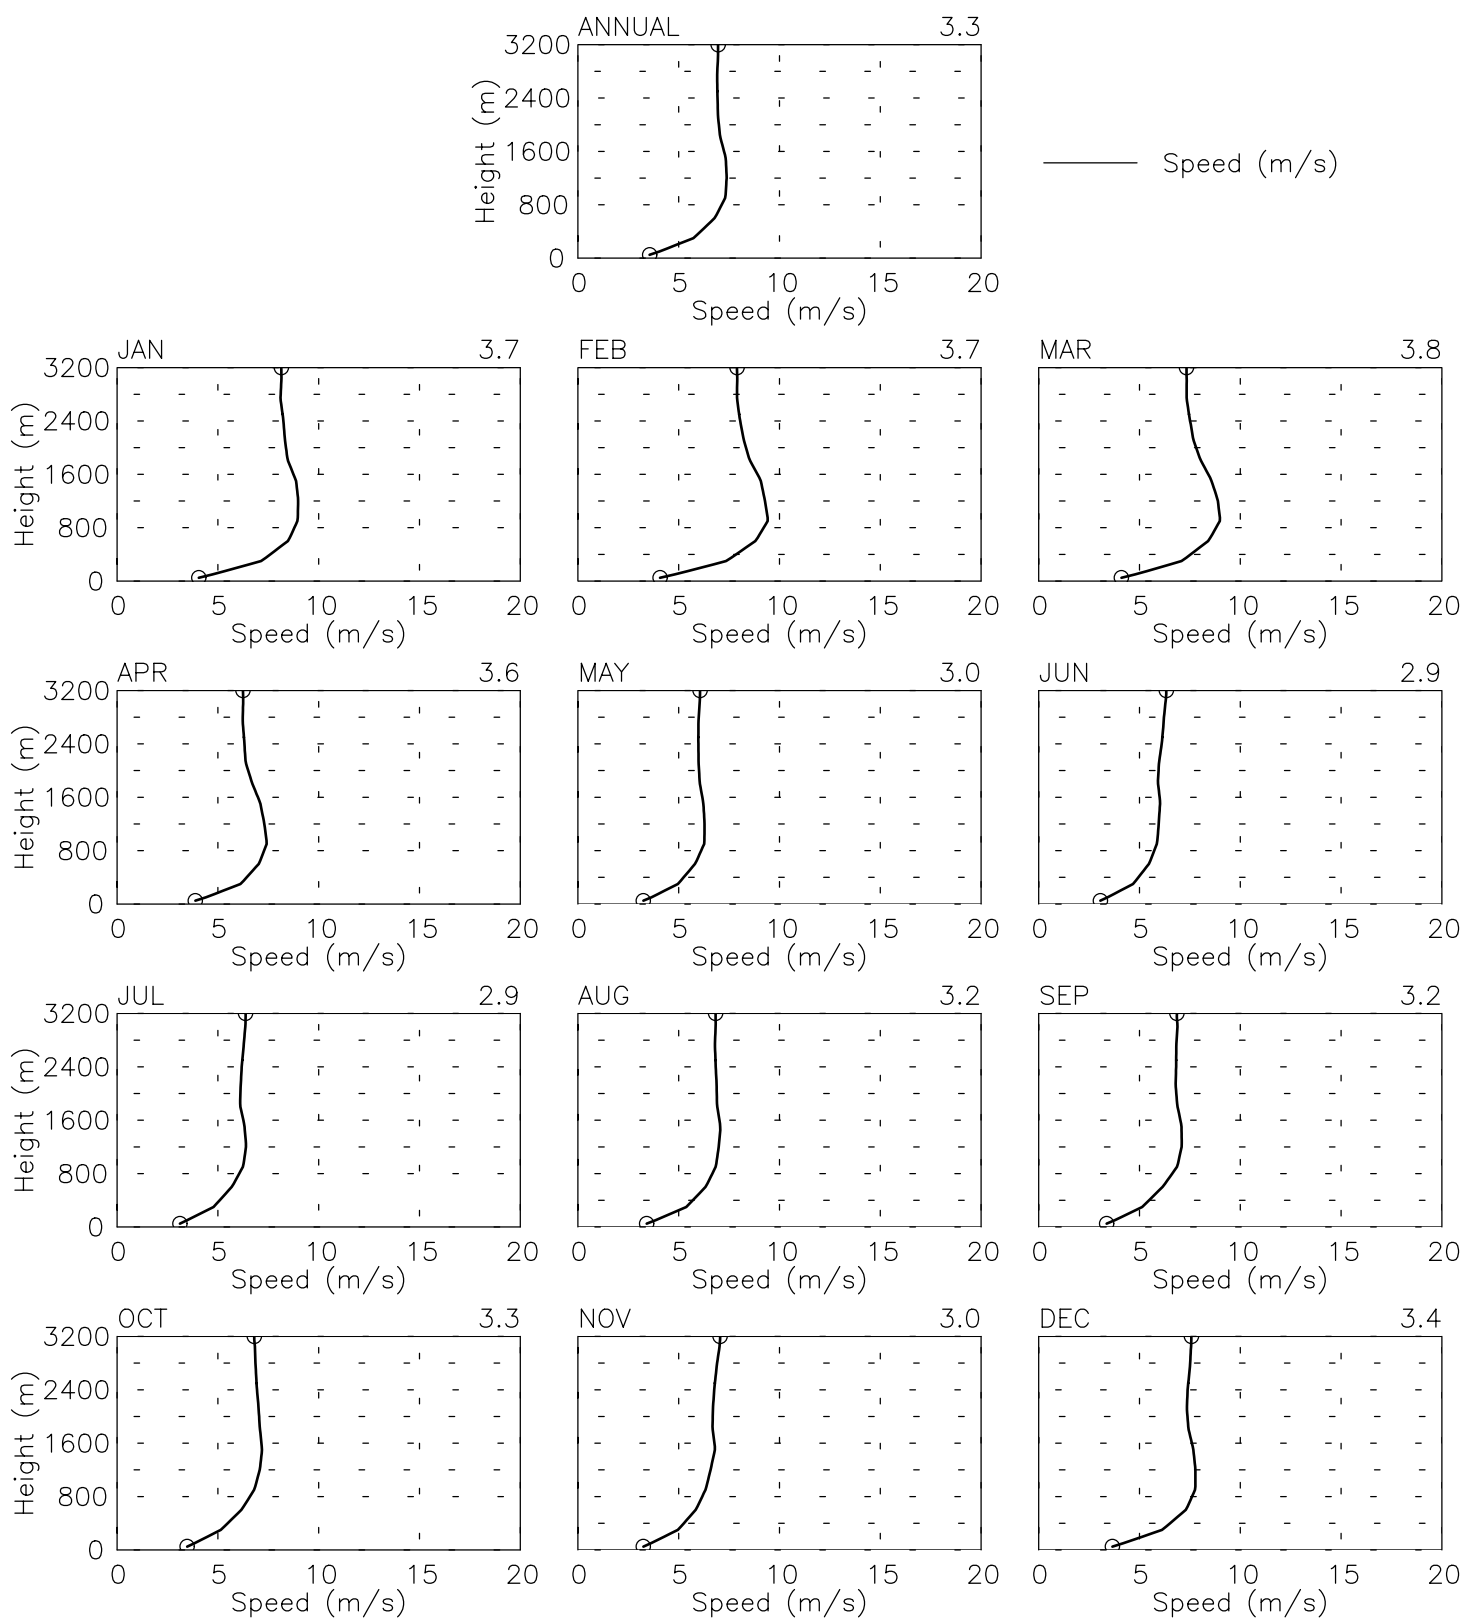 ANNUAL 3.3
3200
2400
1600
800
0
Height (m)
0 5 10 15 20
Speed (m/s)
Speed (m/s)
JAN 3.7
3200
2400
1600
800
0
Height (m)
0 5 10 15 20
Speed (m/s)
FEB 3.7
0 5 10 15 20
Speed (m/s)
MAR 3.8
0 5 10 15 20
Speed (m/s)
APR 3.6
3200
2400
1600
800
0
Height (m)
0 5 10 15 20
Speed (m/s)
MAY 3.0
0 5 10 15 20
Speed (m/s)
JUN 2.9
0 5 10 15 20
Speed (m/s)
JUL 2.9
3200
2400
1600
800
0
Height (m)
0 5 10 15 20
Speed (m/s)
AUG 3.2
0 5 10 15 20
Speed (m/s)
SEP 3.2
0 5 10 15 20
Speed (m/s)
OCT 3.3
3200
2400
1600
800
0
Height (m)
0 5 10 15 20
Speed (m/s)
NOV 3.0
0 5 10 15 20
Speed (m/s)
DEC 3.4
0 5 10 15 20
Speed (m/s)